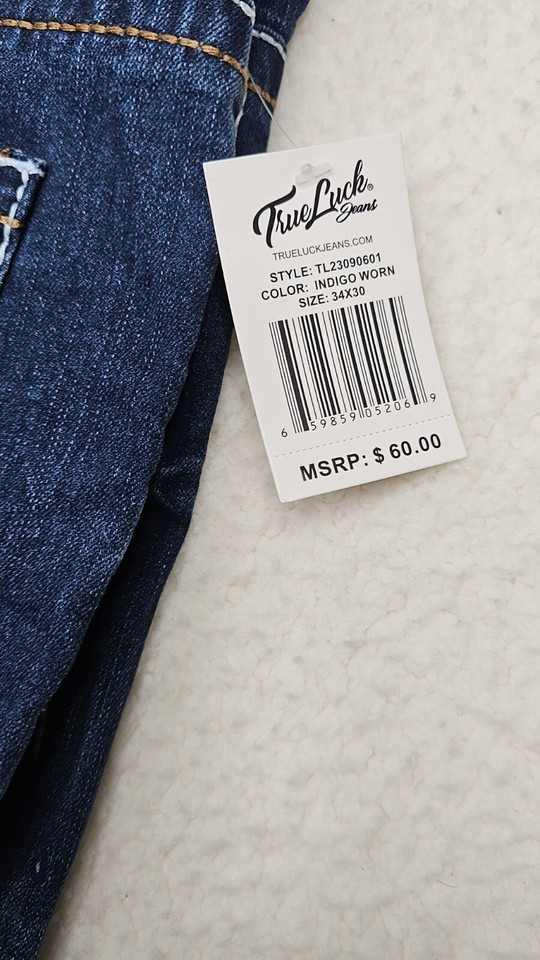 TrueLuck®
Jeans
TRUELUCKJEANS.COM
STYLE: TL23090601
COLOR: INDIGO WORN
SIZE: 34X30
6 59859 05206 9
MSRP: $ 60.00